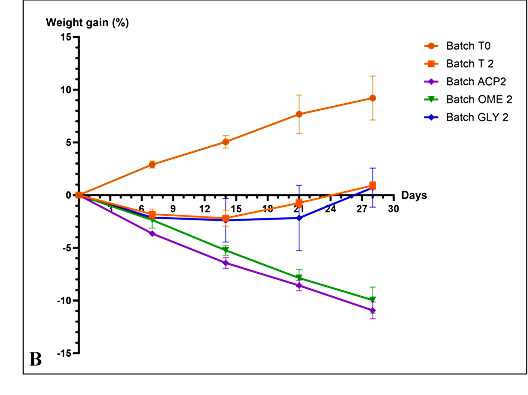 Weight gain (%)
15
10
5
0
-5
-10
-15
6 9 12 15 18 21 24 27 30 Days
Batch T0
Batch T 2
Batch ACP2
Batch OME 2
Batch GLY 2
B